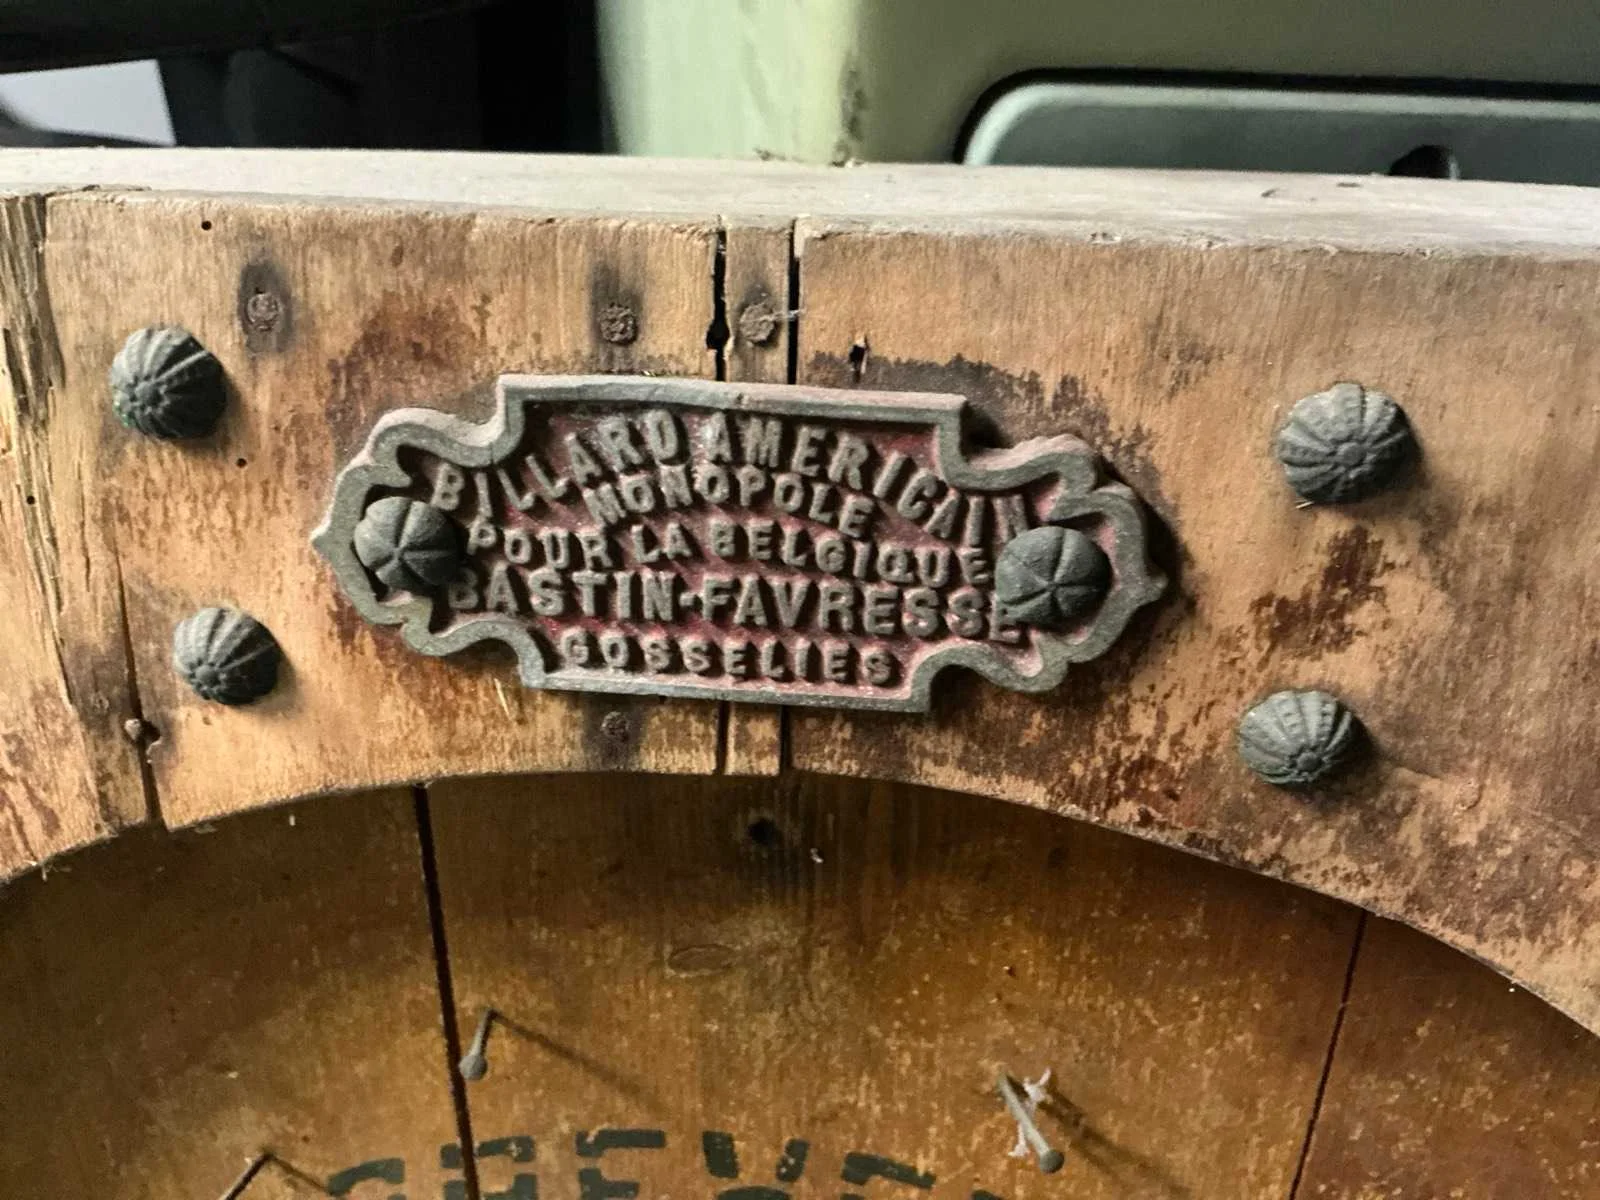 BILLARD AMERICAIN
MONOPOLE
POUR LA BELGIQUE
BASTIN-FAVRESSE
GOSSELIES